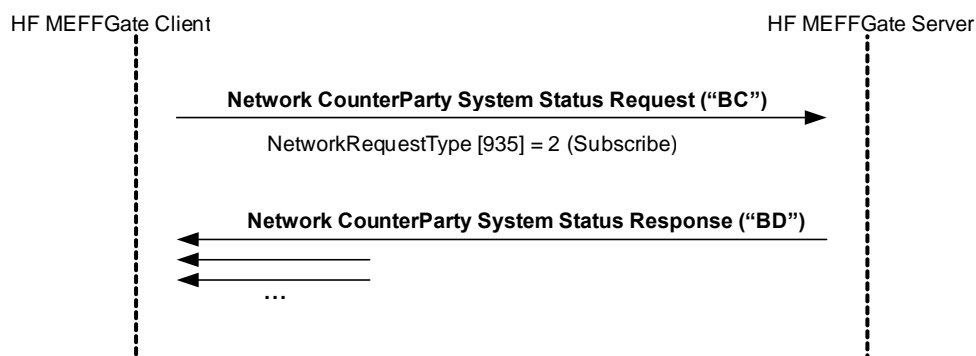 HF MEFFGate Client
HF MEFFGate Server
Network CounterParty System Status Request (“BC”)
NetworkRequestType [935] = 2 (Subscribe)
Network CounterParty System Status Response (“BD”)
...